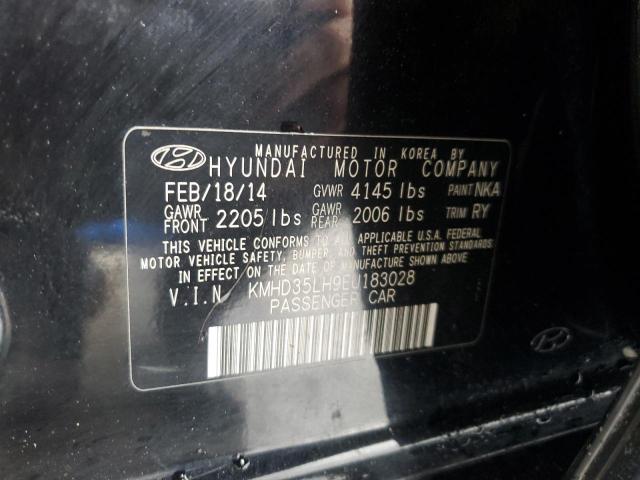 MANUFACTURED IN KOREA BY
HYUNDAI MOTOR COMPANY
FEB/18/14 GVWR 4145 lbs PAINT NKA
GAWR FRONT 2205 lbs GAWR REAR 2006 lbs TRIM RY
THIS VEHICLE CONFORMS TO ALL APPLICABLE U.S.A. FEDERAL
MOTOR VEHICLE SAFETY, BUMPER, AND THEFT PREVENTION STANDARDS
IN EFFECT ON THE DATE OF MANUFACTURE SHOWN ABOVE.
V.I.N. KMHD35LH9EU183028
PASSENGER CAR